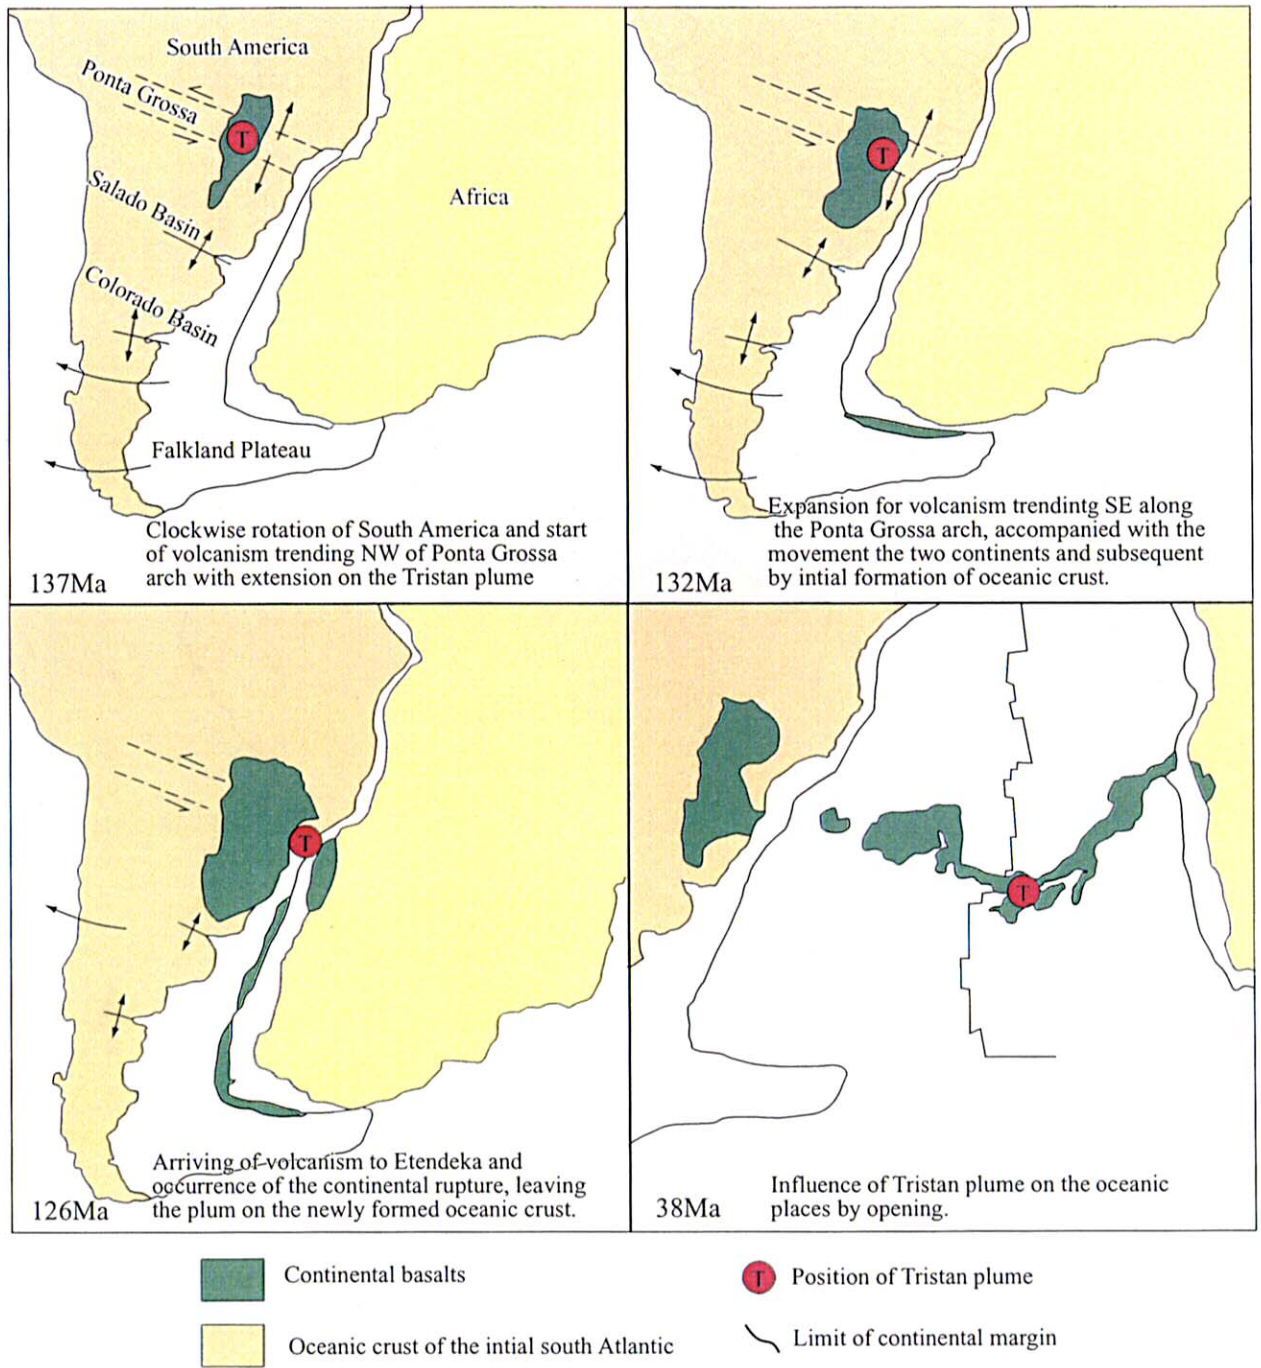 South America
Ponta Grossa
T
Salado Basin
Africa
Colorado Basin
Falkland Plateau
Clockwise rotation of South America and start
of volcanism trending NW of Ponta Grossa
arch with extension on the Tristan plume
137Ma
T
Expansion for volcanism trendintg SE along
the Ponta Grossa arch, accompanied with the
movement the two continents and subsequent
by intial formation of oceanic crust.
132Ma
T
Arriving of volcanism to Etendeka and
occurrence of the continental rupture, leaving
the plum on the newly formed oceanic crust.
126Ma
T
Influence of Tristan plume on the oceanic
places by opening.
38Ma
Continental basalts
T Position of Tristan plume
Oceanic crust of the intial south Atlantic
Limit of continental margin